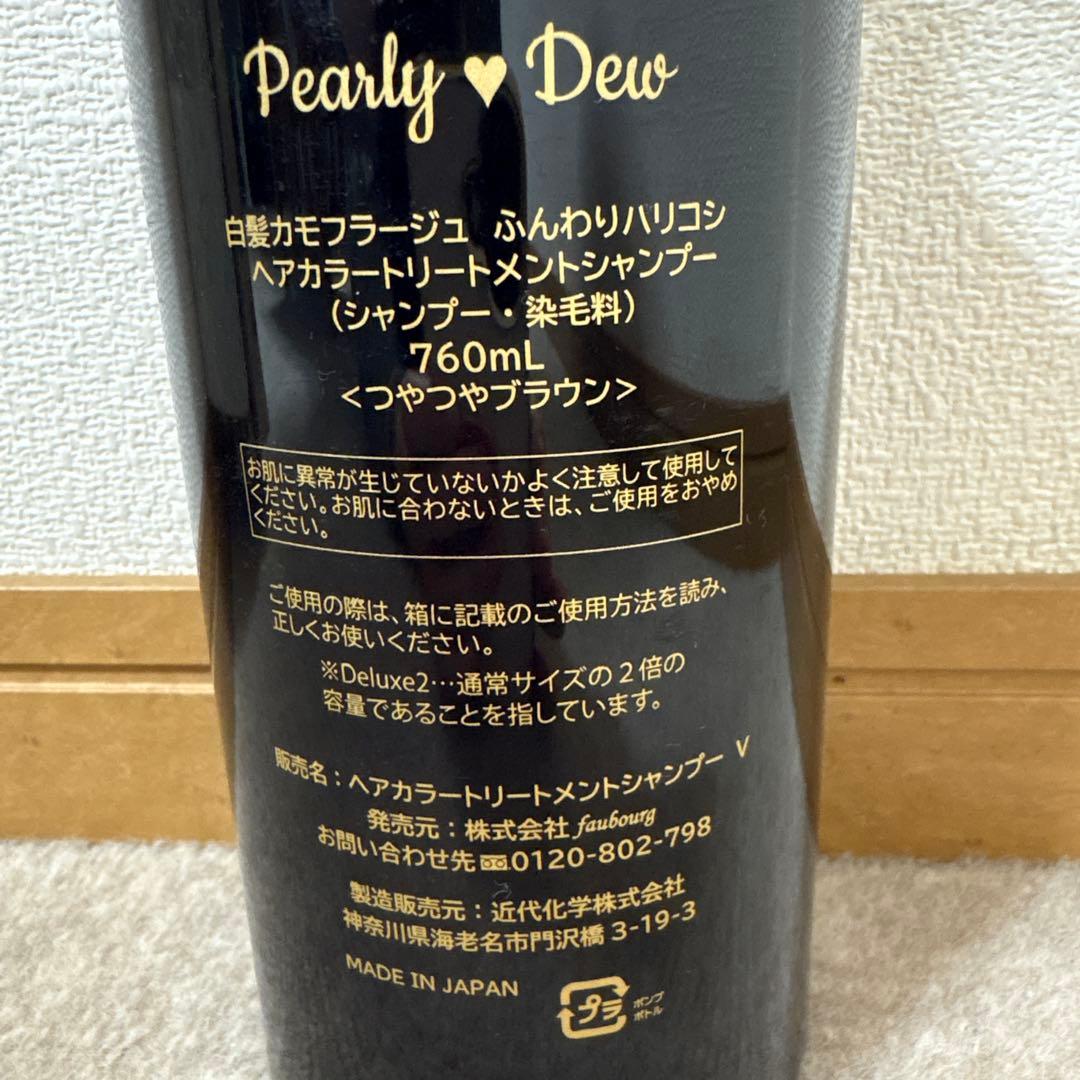 Pearly ♥ Dew
白髪カモフラージュ ふんわりハリコシ
ヘアカラートリートメントシャンプー
（シャンプー・染毛料）
760mL
<つやつやブラウン>
お肌に異常が生じていないかよく注意して使用して
ください。お肌に合わないときは、ご使用をおやめ
ください。
ご使用の際は、箱に記載のご使用方法を読み、
正しくお使いください。
※Deluxe2…通常サイズの2倍の
容量であることを指しています。
販売名：ヘアカラートリートメントシャンプー V
発売元：株式会社faubourg
お問い合わせ先 0120-802-798
製造販売元：近代化学株式会社
神奈川県海老名市門沢橋 3-19-3
MADE IN JAPAN
プラ
ポンプ
ボトル